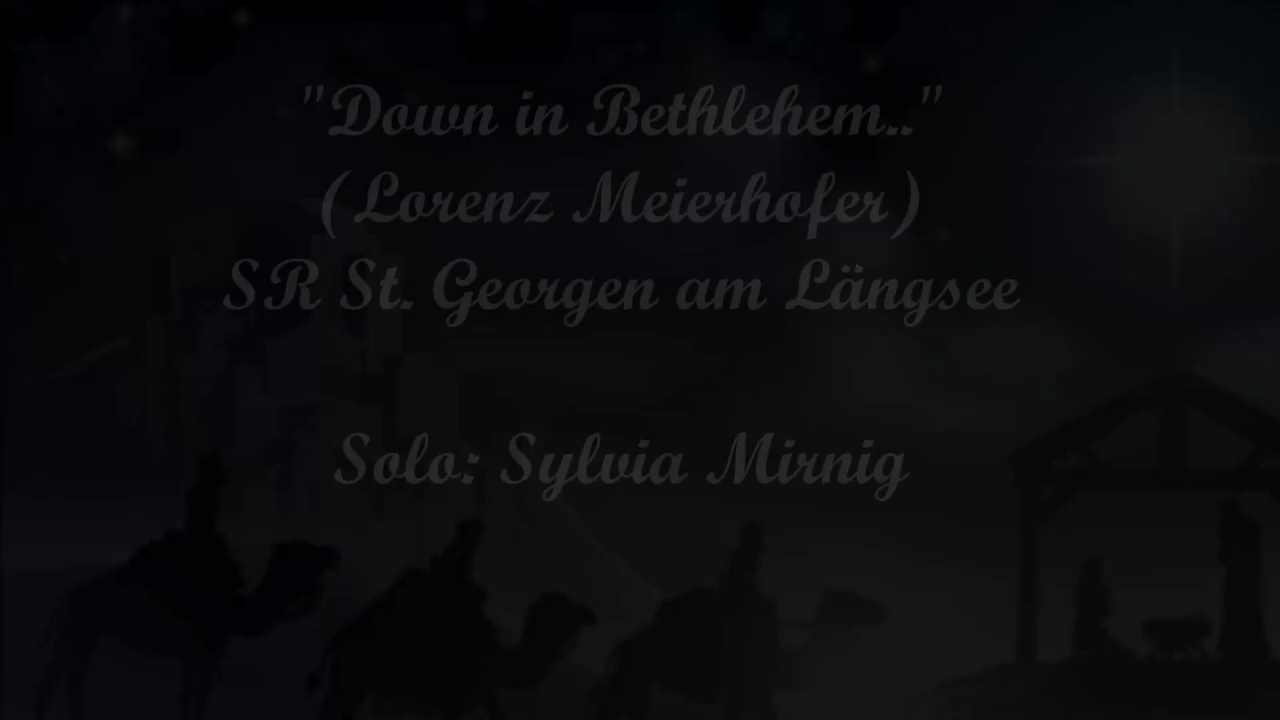 "Down in Bethlehem.."
(Lorenz Meierhofer)
SR St. Georgen am Längsee
Solo: Sylvia Mirnig